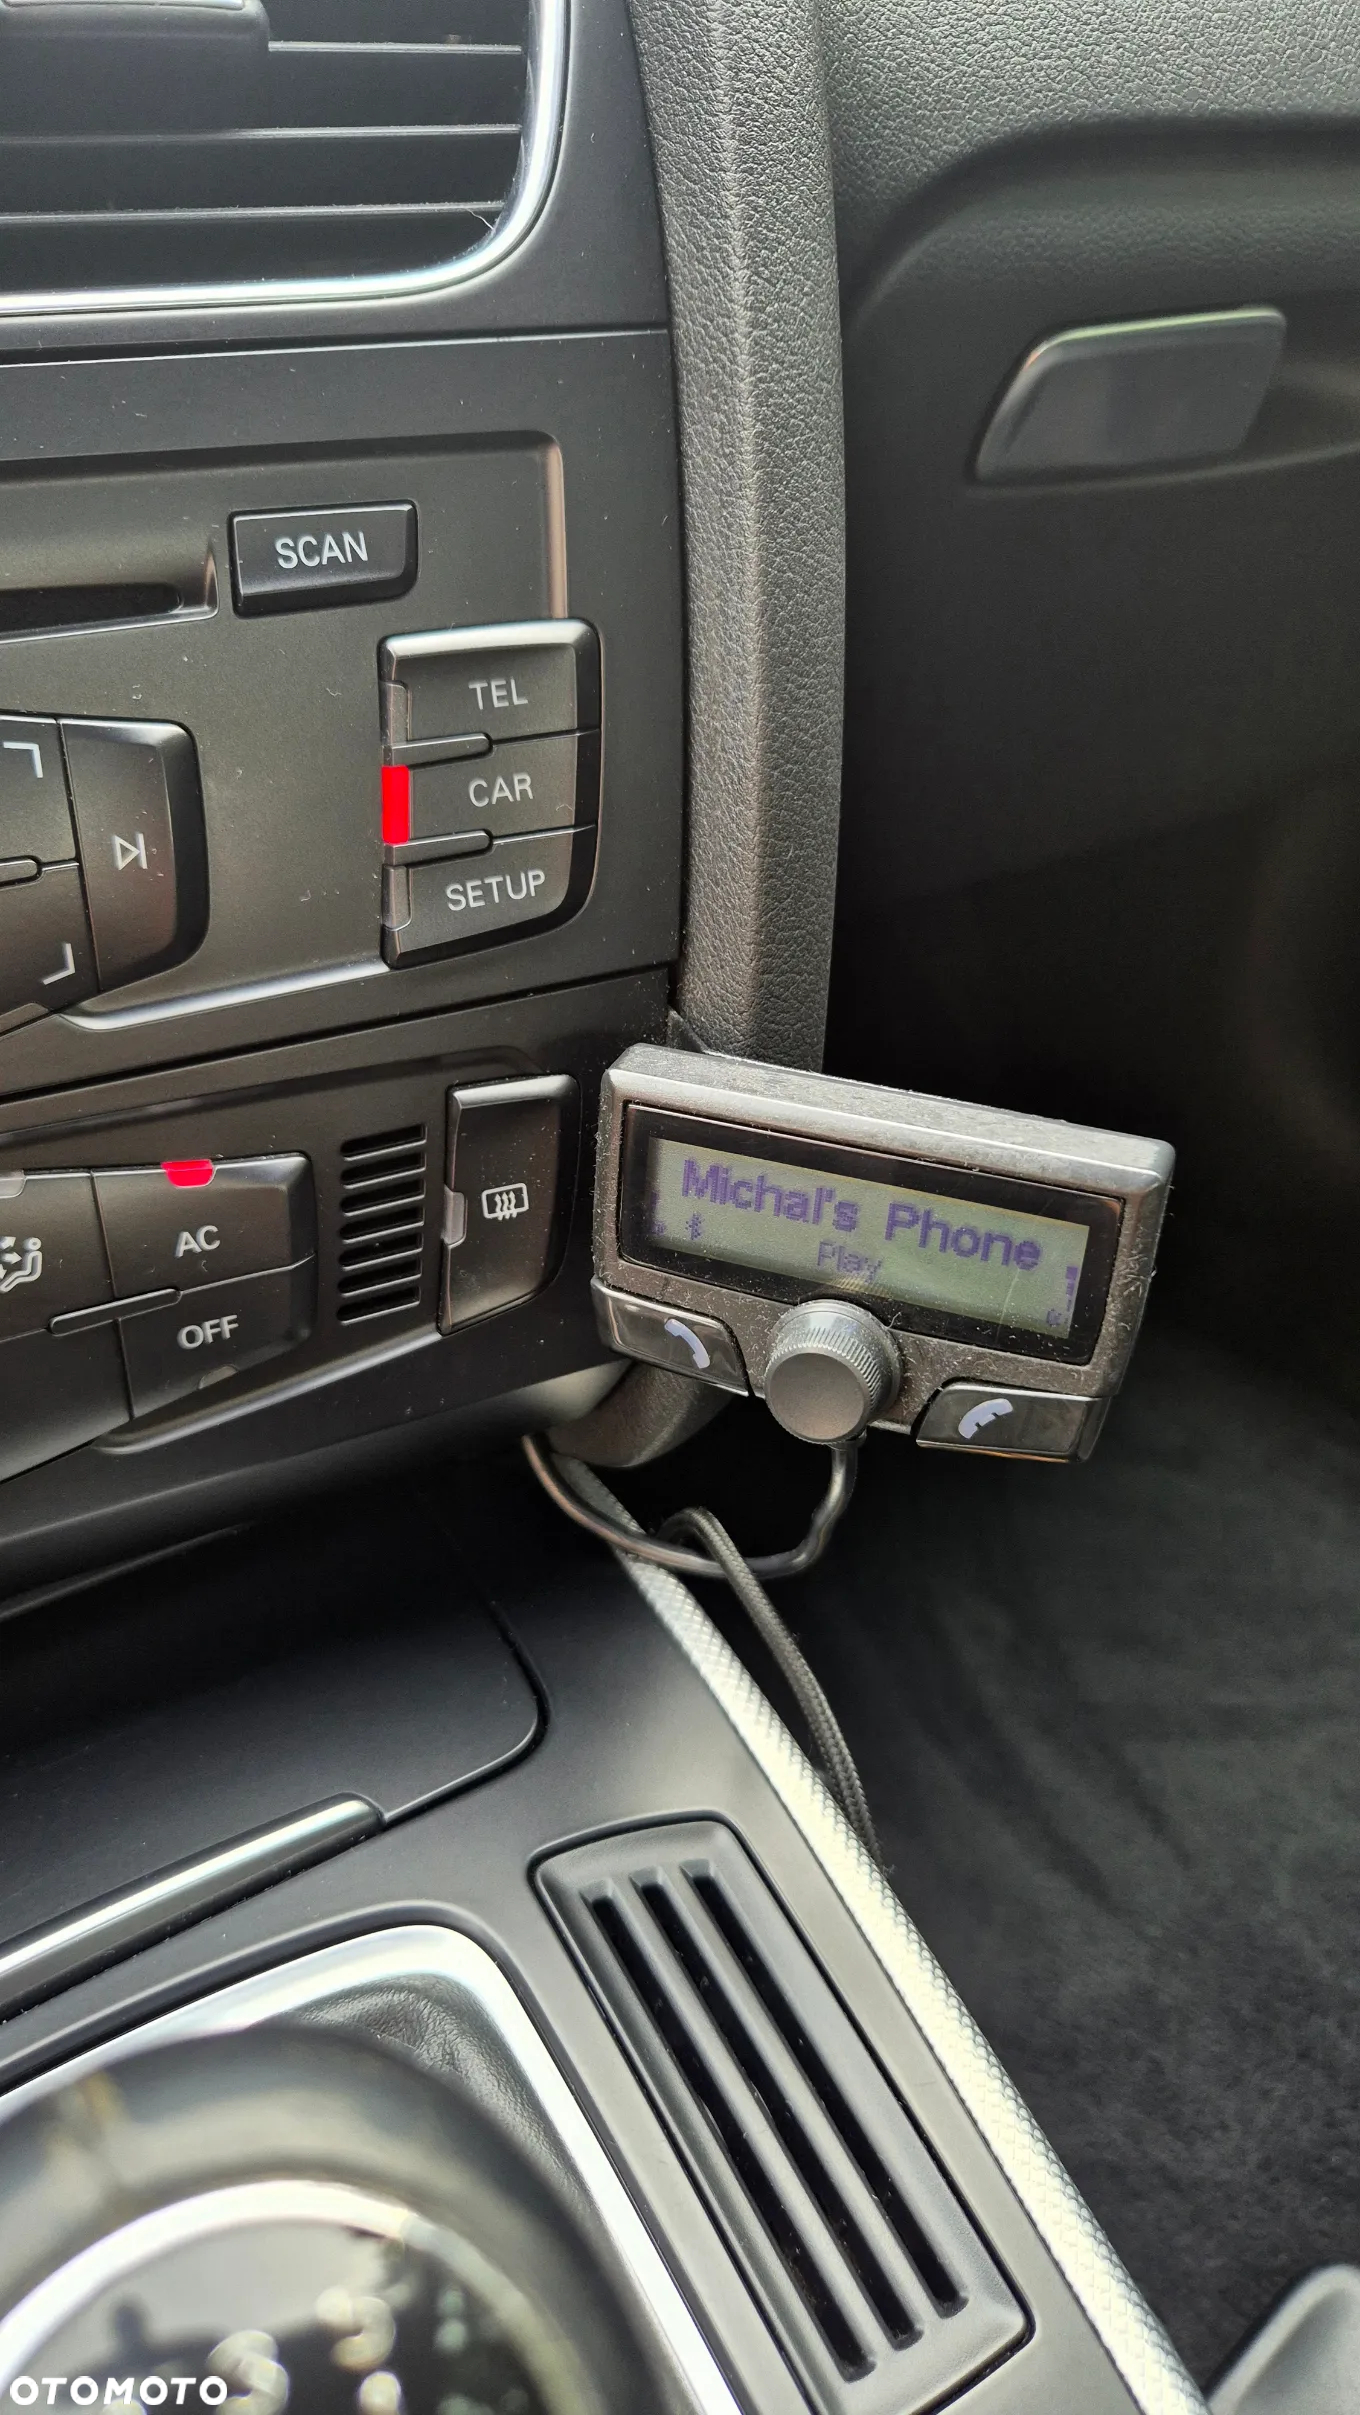 SCAN
TEL
CAR
SETUP
AC
OFF
Michal's Phone
Play
OTOMOTO